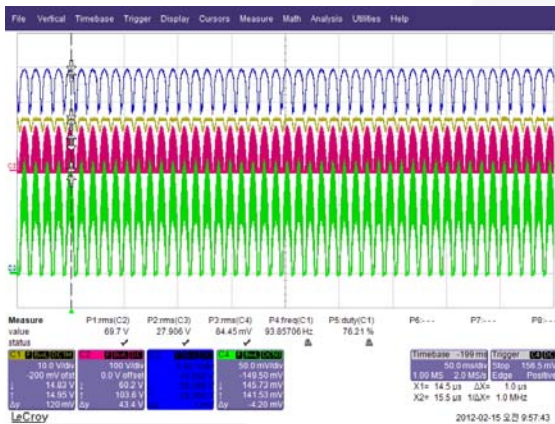 File Vertical Timebase Trigger Display Cursors Measure Math Analysis Utilities Help
C2
Measure P1:rms(C2) P2:rms(C3) P3:rms(C4) P4:freq(C1) P5:duty(C1) P6:- - - P7:- - - P8:- - -
value 69.7 V 27.906 V 84.45 mV 93.85706 Hz 76.21 %
status
C1 C2 C4
10.0 V/div 100 V/div 50.0 mV/div
-200 mV ofst 0.0 V offset -149.50 mV
14.83 V 60.2 V 145.73 mV
14.95 V 103.6 V 141.53 mV
Δy 120 mV Δy 43.4 V Δy -4.20 mV
Timebase -199 ms Trigger
50.0 ms/div Stop 156.5 mV
1.00 MS 2.0 MS/s Edge Positive
X1= 14.5 µs ΔX= 1.0 µs
X2= 15.5 µs 1/ΔX= 1.0 MHz
LeCroy 2012-02-15 오전 9:57:43